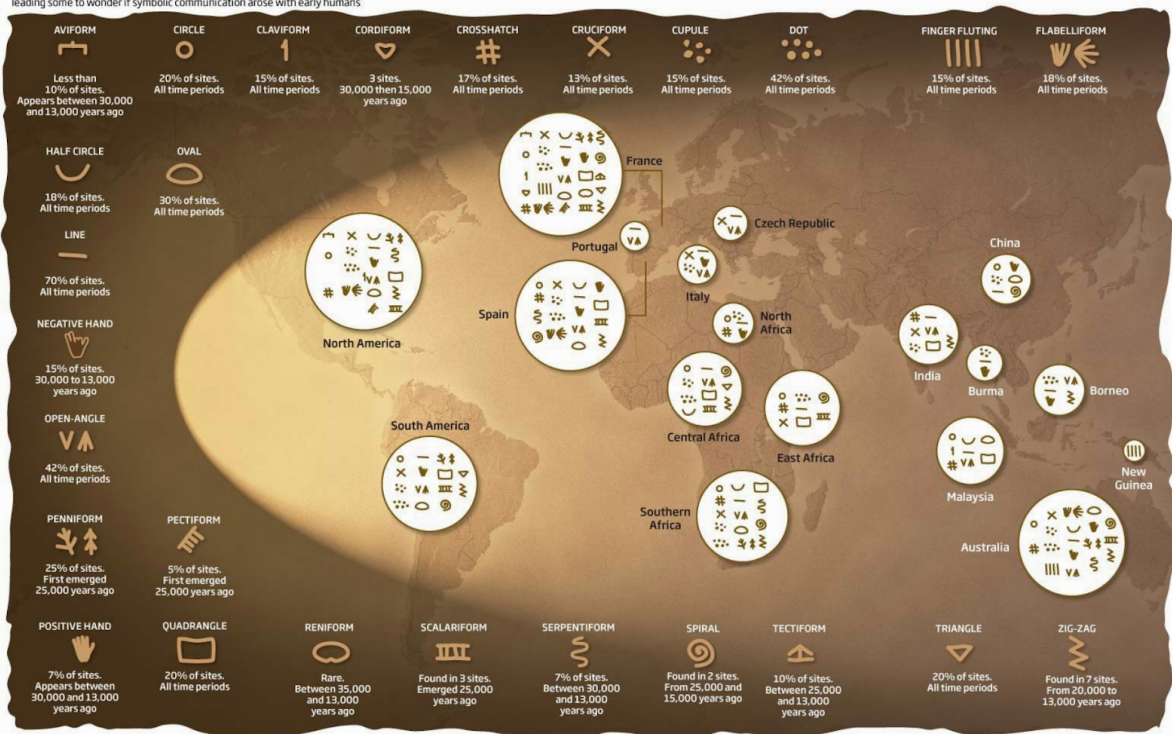 leading some to wonder if symbolic communication arose with early humans
AVIFORM
Less than
10% of sites.
Appears between 30,000
and 13,000 years ago
CIRCLE
20% of sites.
All time periods
CLAVIFORM
15% of sites.
All time periods
CORDIFORM
3 sites.
30,000 then 15,000
years ago
CROSSHATCH
17% of sites.
All time periods
CRUCIFORM
13% of sites.
All time periods
CUPULE
15% of sites.
All time periods
DOT
42% of sites.
All time periods
FINGER FLUTING
15% of sites.
All time periods
FLABELLIFORM
18% of sites.
All time periods
HALF CIRCLE
18% of sites.
All time periods
OVAL
30% of sites.
All time periods
LINE
70% of sites.
All time periods
NEGATIVE HAND
15% of sites.
30,000 to 13,000
years ago
OPEN-ANGLE
42% of sites.
All time periods
PENNIFORM
25% of sites.
First emerged
25,000 years ago
PECTIFORM
5% of sites.
First emerged
25,000 years ago
France
Portugal
Czech Republic
Italy
Spain
North
Africa
China
North America
India
Burma
Borneo
South America
Central Africa
East Africa
Malaysia
New
Guinea
Southern
Africa
Australia
POSITIVE HAND
7% of sites.
Appears between
30,000 and 13,000
years ago
QUADRANGLE
20% of sites.
All time periods
RENIFORM
Rare.
Between 35,000
and 13,000
years ago
SCALARIFORM
Found in 3 sites.
Emerged 25,000
years ago
SERPENTIFORM
7% of sites.
Between 30,000
and 13,000
years ago
SPIRAL
Found in 2 sites.
From 25,000 and
15,000 years ago
TECTIFORM
10% of sites.
Between 25,000
and 13,000
years ago
TRIANGLE
20% of sites.
All time periods
ZIG-ZAG
Found in 7 sites.
From 20,000 to
13,000 years ago